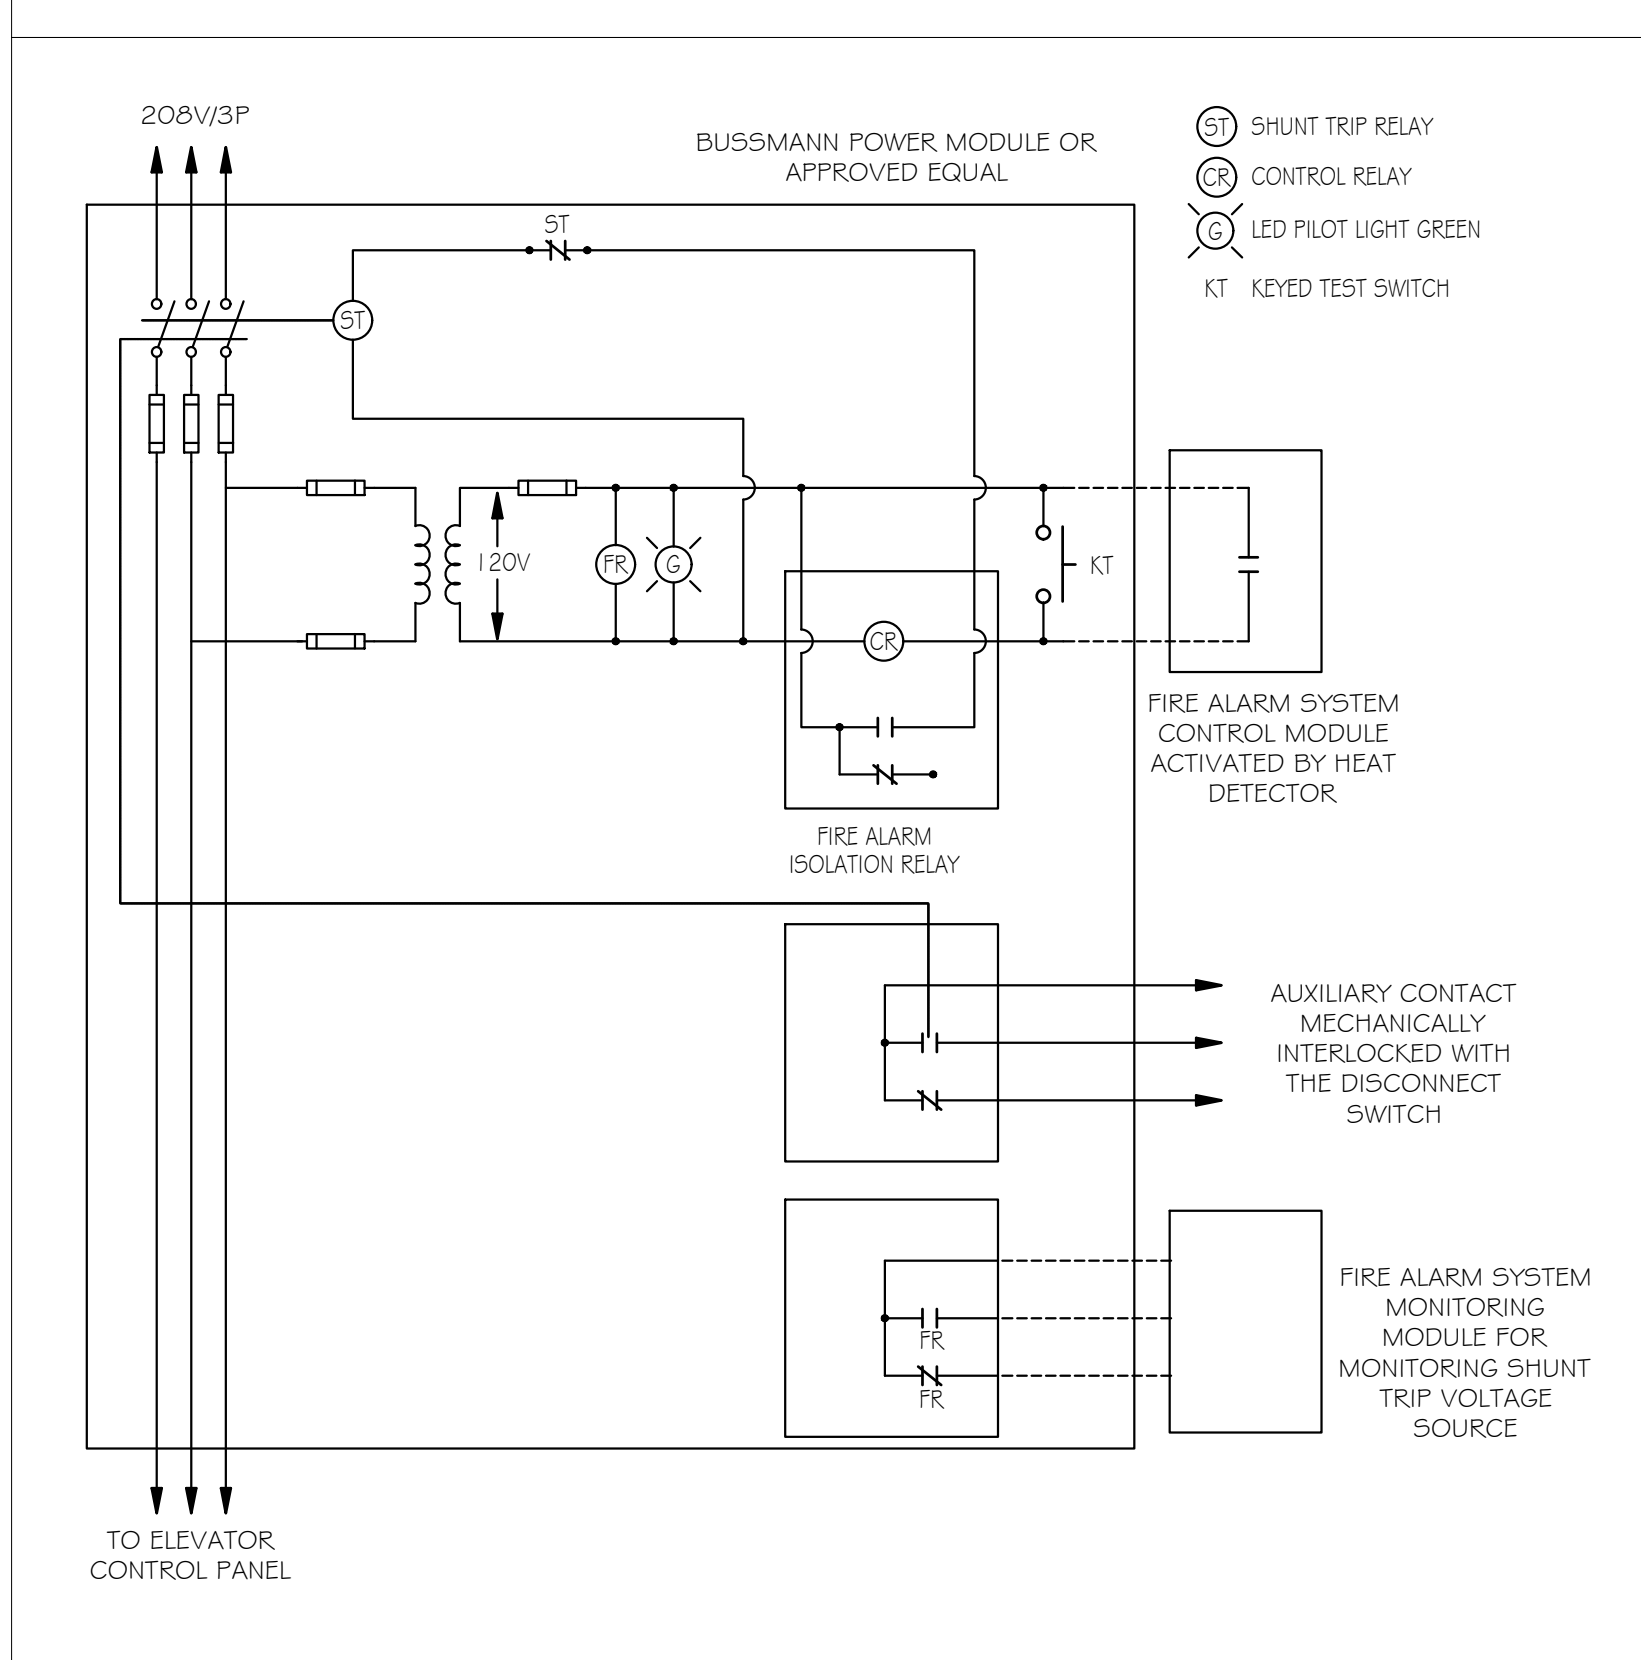 208V/3P
BUSSMANN POWER MODULE OR
APPROVED EQUAL
ST SHUNT TRIP RELAY
CR CONTROL RELAY
G LED PILOT LIGHT GREEN
KT KEYED TEST SWITCH
ST
ST
120V
FR
G
KT
CR
FIRE ALARM SYSTEM
CONTROL MODULE
ACTIVATED BY HEAT
DETECTOR
FIRE ALARM
ISOLATION RELAY
AUXILIARY CONTACT
MECHANICALLY
INTERLOCKED WITH
THE DISCONNECT
SWITCH
FR
FR
FIRE ALARM SYSTEM
MONITORING
MODULE FOR
MONITORING SHUNT
TRIP VOLTAGE
SOURCE
TO ELEVATOR
CONTROL PANEL